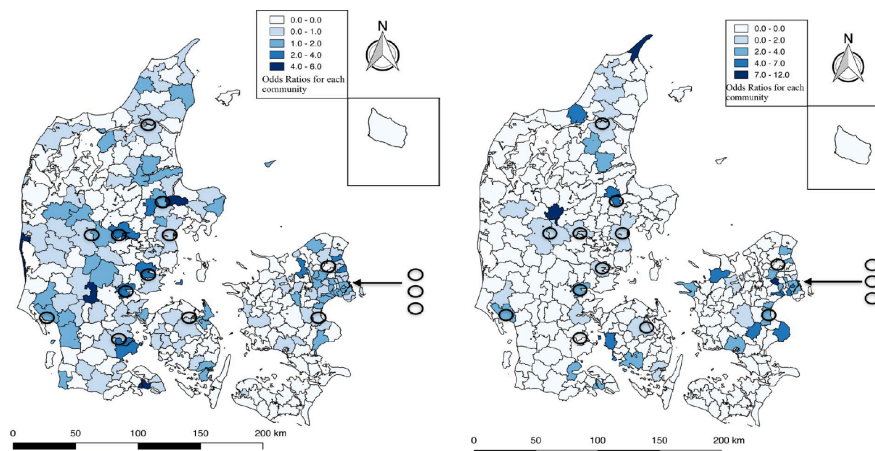 0.0 - 0.0
0.0 - 1.0
1.0 - 2.0
2.0 - 4.0
4.0 - 6.0
Odds Ratios for each
community
N
0 50 100 150 200 km
0.0 - 0.0
0.0 - 2.0
2.0 - 4.0
4.0 - 7.0
7.0 - 12.0
Odds Ratios for each
community
N
0 50 100 150 200 km